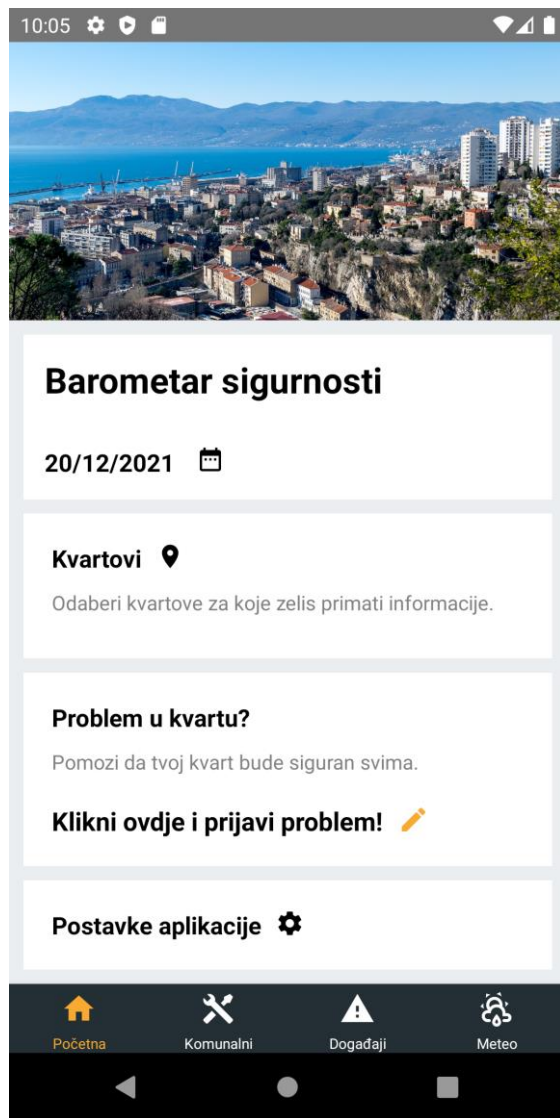 10:05
Barometar sigurnosti
20/12/2021
Kvartovi
Odaberi kvartove za koje zelis primati informacije.
Problem u kvartu?
Pomozi da tvoj kvart bude siguran svima.
Klikni ovdje i prijavi problem!
Postavke aplikacije
Početna Komunalni Događaji Meteo